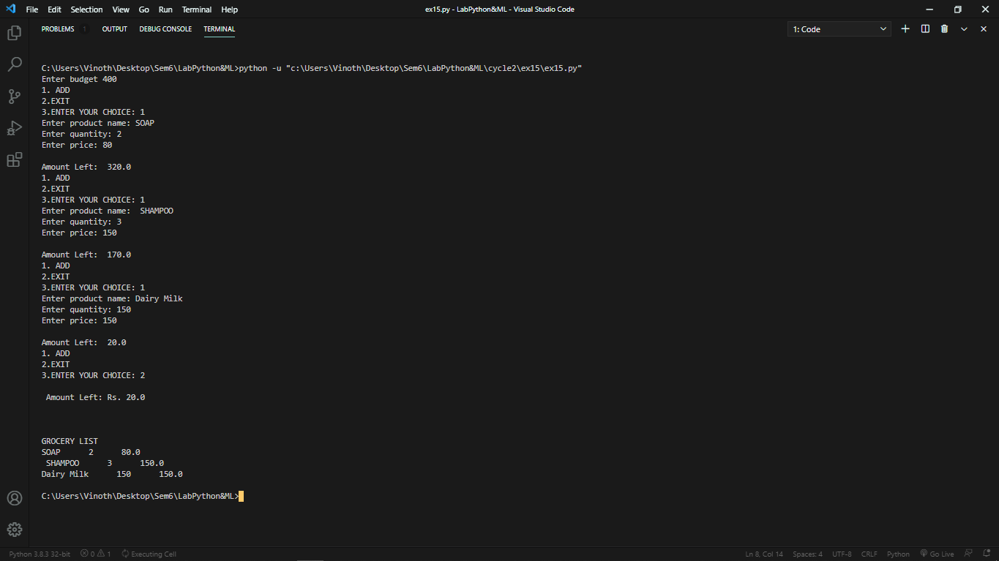 File Edit Selection View Go Run Terminal Help
ex15.py - LabPython&ML - Visual Studio Code
PROBLEMS 1 OUTPUT DEBUG CONSOLE TERMINAL
1: Code
C:\Users\Vinoth\Desktop\Sem6\LabPython&ML>python -u "c:\Users\Vinoth\Desktop\Sem6\LabPython&ML\cycle2\ex15\ex15.py"
Enter budget 400
1. ADD
2.EXIT
3.ENTER YOUR CHOICE: 1
Enter product name: SOAP
Enter quantity: 2
Enter price: 80
Amount Left:  320.0
1. ADD
2.EXIT
3.ENTER YOUR CHOICE: 1
Enter product name:  SHAMPOO
Enter quantity: 3
Enter price: 150
Amount Left:  170.0
1. ADD
2.EXIT
3.ENTER YOUR CHOICE: 1
Enter product name: Dairy Milk
Enter quantity: 150
Enter price: 150
Amount Left:  20.0
1. ADD
2.EXIT
3.ENTER YOUR CHOICE: 2
 Amount Left: Rs. 20.0
GROCERY LIST
SOAP      2      80.0
 SHAMPOO      3      150.0
Dairy Milk      150      150.0
C:\Users\Vinoth\Desktop\Sem6\LabPython&ML>
Python 3.8.3 32-bit 0 1 Executing Cell
Ln 8, Col 14 Spaces: 4 UTF-8 CRLF Python Go Live